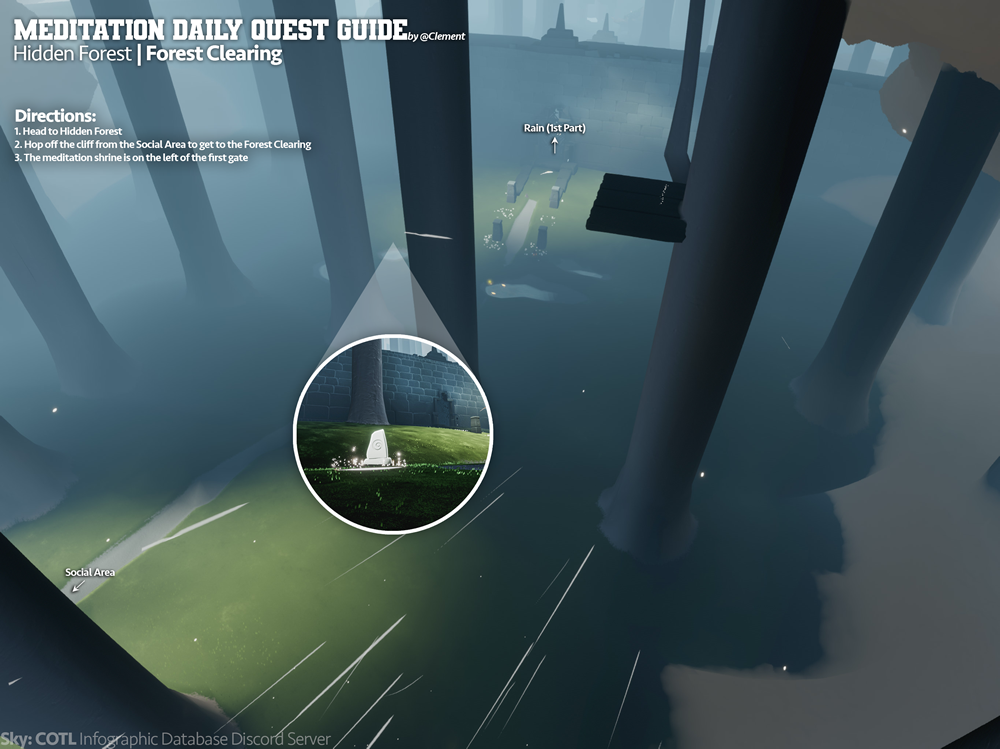 MEDITATION DAILY QUEST GUIDE by @Clement
Hidden Forest | Forest Clearing
Directions:
1. Head to Hidden Forest
2. Hop off the cliff from the Social Area to get to the Forest Clearing
3. The meditation shrine is on the left of the first gate
Rain (1st Part)
Social Area
Sky: COTL Infographic Database Discord Server